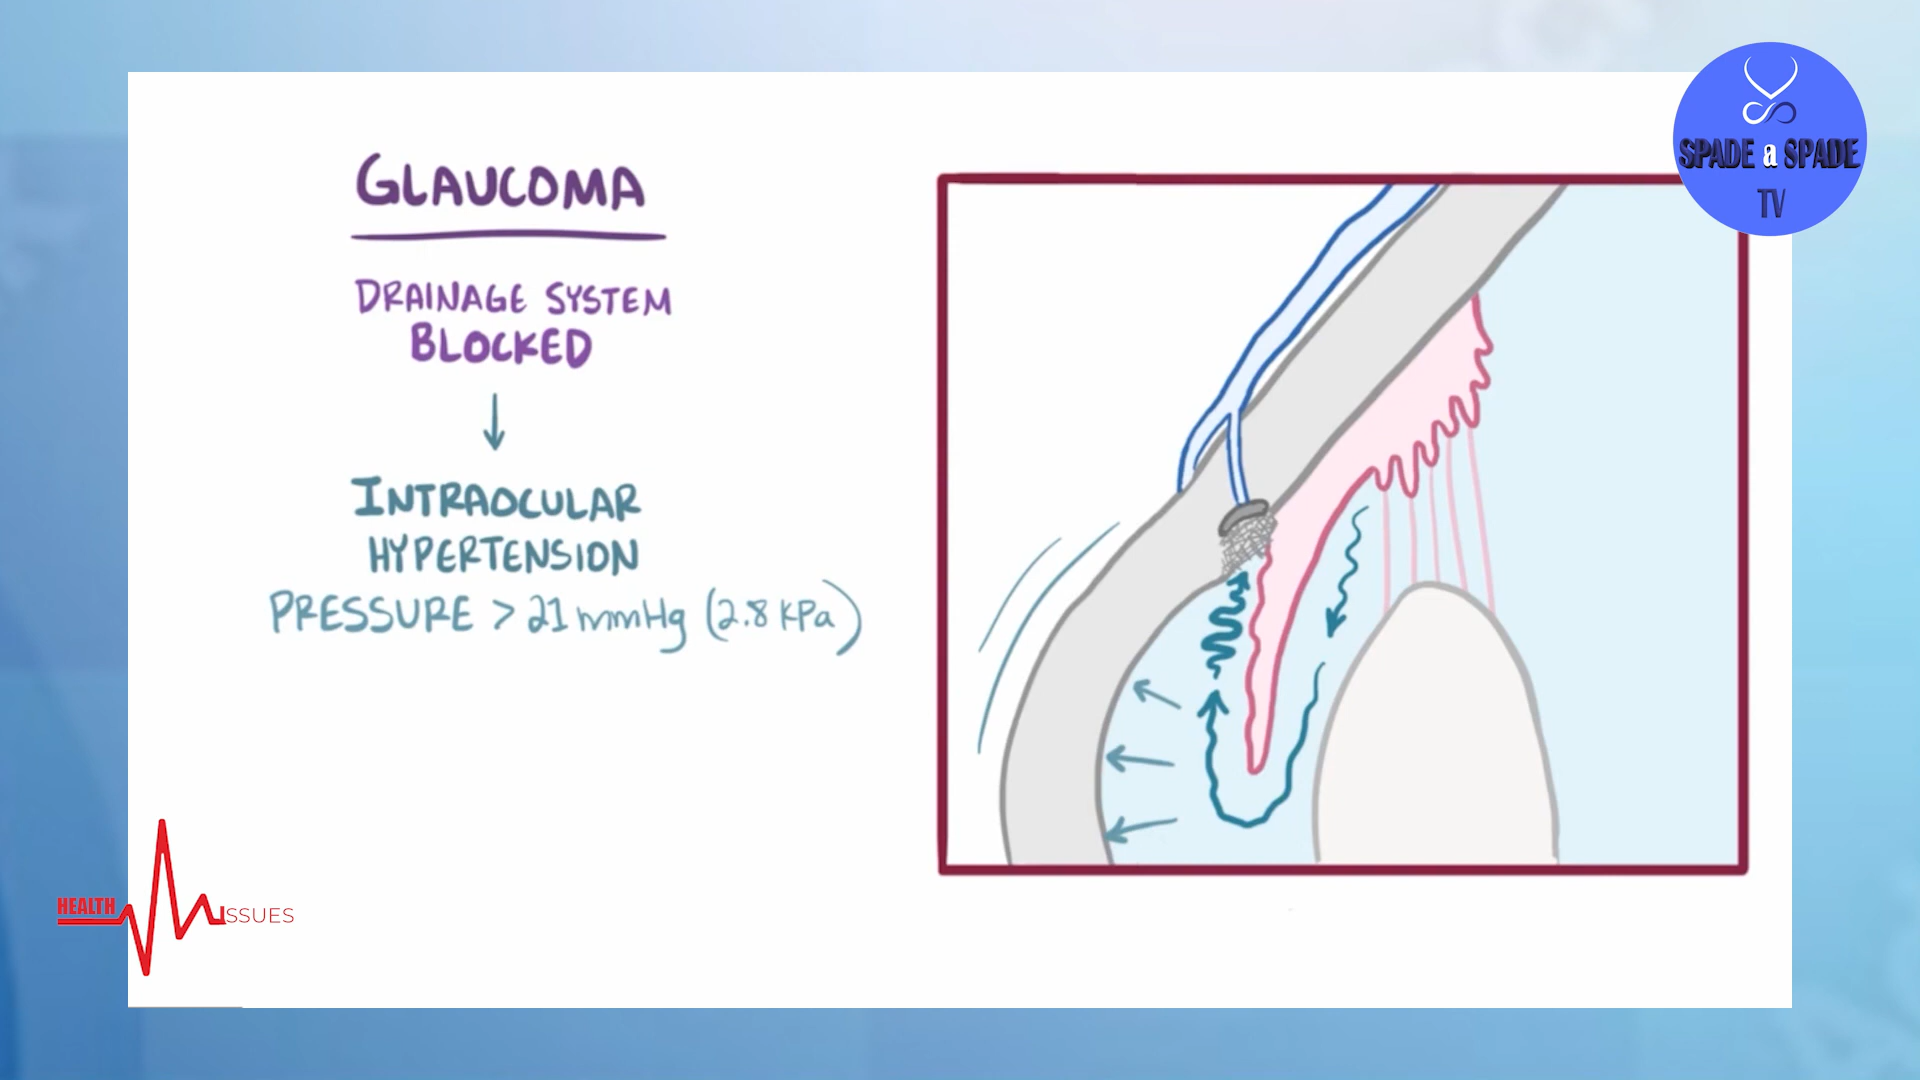 GLAUCOMA
DRAINAGE SYSTEM
BLOCKED
INTRAOCULAR
HYPERTENSION
PRESSURE > 21 mmHg (2.8 kPa)
SPADE a SPADE
TV
HEALTH ISSUES